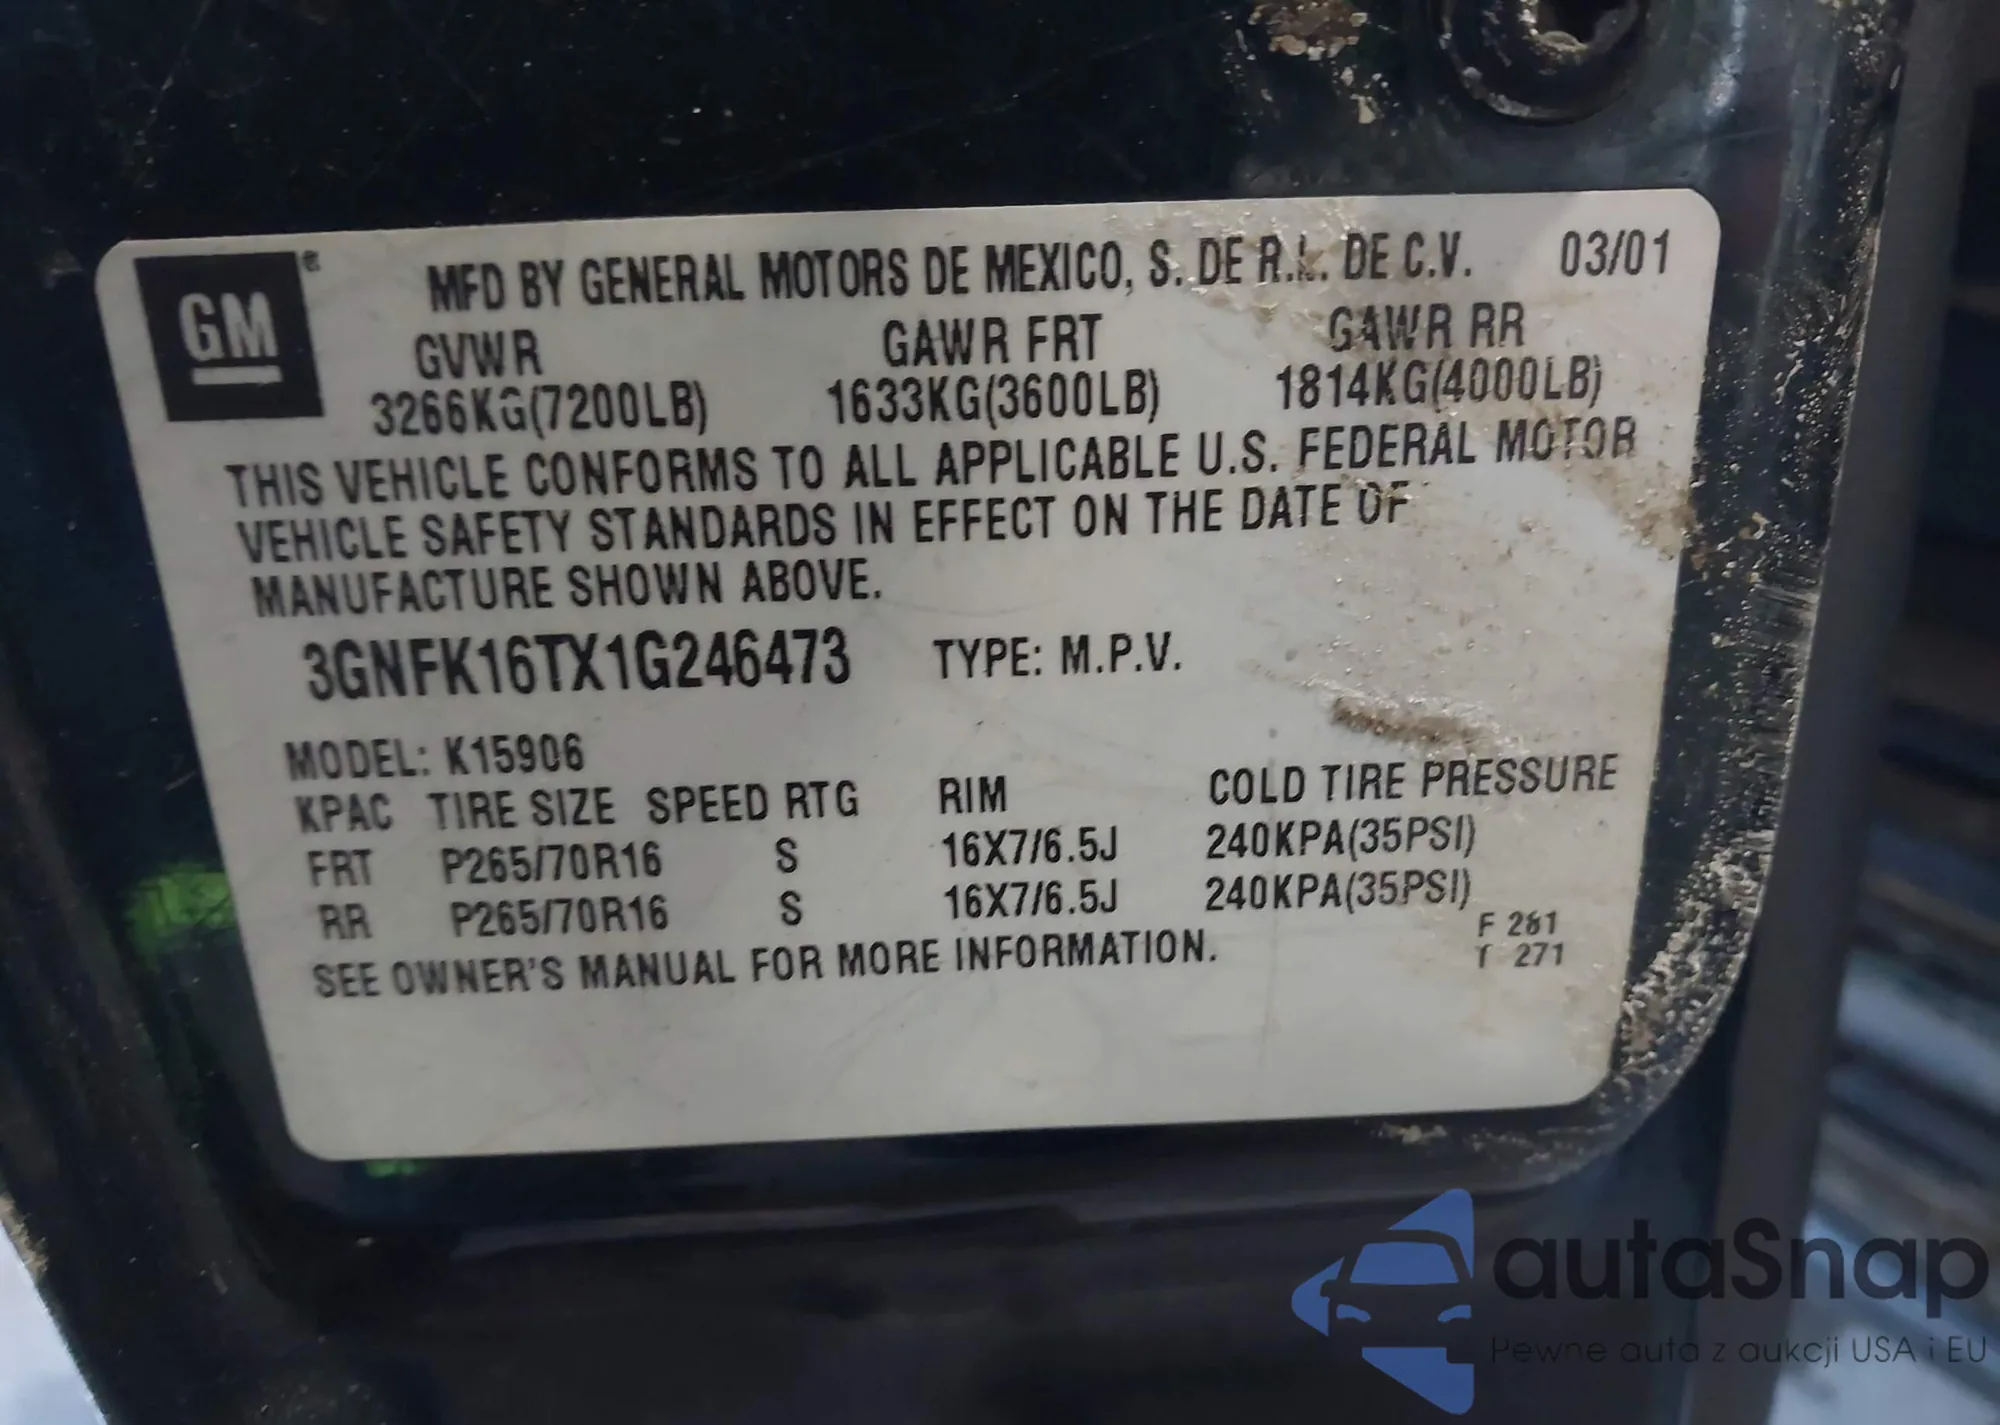 GM
MFD BY GENERAL MOTORS DE MEXICO, S. DE R.L. DE C.V. 03/01
GVWR GAWR FRT GAWR RR
3266KG(7200LB) 1633KG(3600LB) 1814KG(4000LB)
THIS VEHICLE CONFORMS TO ALL APPLICABLE U.S. FEDERAL MOTOR
VEHICLE SAFETY STANDARDS IN EFFECT ON THE DATE OF
MANUFACTURE SHOWN ABOVE.
3GNFK16TX1G246473 TYPE: M.P.V.
MODEL: K15906
KPAC TIRE SIZE SPEED RTG RIM COLD TIRE PRESSURE
FRT P265/70R16 S 16X7/6.5J 240KPA(35PSI)
RR P265/70R16 S 16X7/6.5J 240KPA(35PSI)
SEE OWNER'S MANUAL FOR MORE INFORMATION.
F 261
271
autaSnap
Pewne auta z aukcji USA i EU